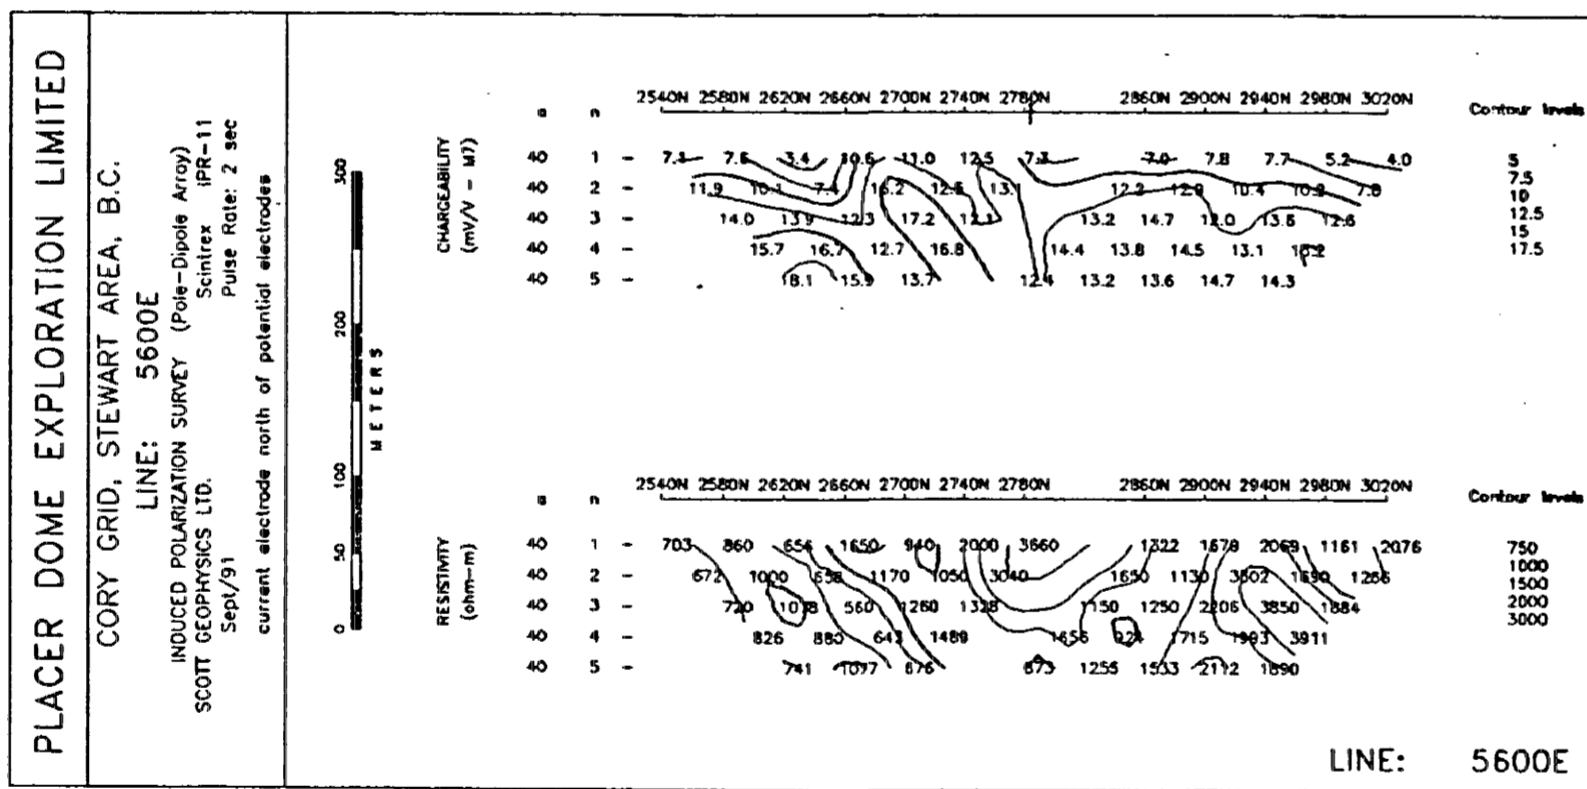 PLACER DOME EXPLORATION LIMITED
CORY GRID, STEWART AREA, B.C.
LINE: 5600E
INDUCED POLARIZATION SURVEY (Pole-Dipole Array)
SCOTT GEOPHYSICS LTD. Scintrex IPR-11
Sept/91 Pulse Rate: 2 sec
current electrode north of potential electrodes
0 50 100 200 300
METERS
CHARGEABILITY
(mV/V - M7)
2540N 2580N 2620N 2660N 2700N 2740N 2780N 2860N 2900N 2940N 2980N 3020N
a n
40 1 - 7.6 3.4 10.6 11.0 12.5 7.0 7.8 7.7 5.2 4.0
40 2 - 11.9 10.1 7.4 13.1 12.2 10.4 7.8
40 3 - 14.0 13.9 12.3 17.2 12.1 13.2 14.7 12.0 13.6 12.6
40 4 - 15.7 16.7 12.7 16.8 14.4 13.8 14.5 13.1
40 5 - 18.1 15.9 13.7 12.4 13.2 13.6 14.7 14.3
Contour levels
5
7.5
10
12.5
15
17.5
RESISTIVITY
(ohm-m)
2540N 2580N 2620N 2660N 2700N 2740N 2780N 2860N 2900N 2940N 2980N 3020N
a n
40 1 - 703 860 656 1650 940 2000 3660 1322 1678 2069 1161 2076
40 2 - 672 1000 658 1170 1050 3040 1650 1130 3502 1690 1266
40 3 - 720 560 1260 1328 1150 1250 2206 3850 1884
40 4 - 826 880 643 1489 1656 1715 1993 3911
40 5 - 741 1077 676 873 1255 1533 2112 1890
Contour levels
750
1000
1500
2000
3000
LINE: 5600E